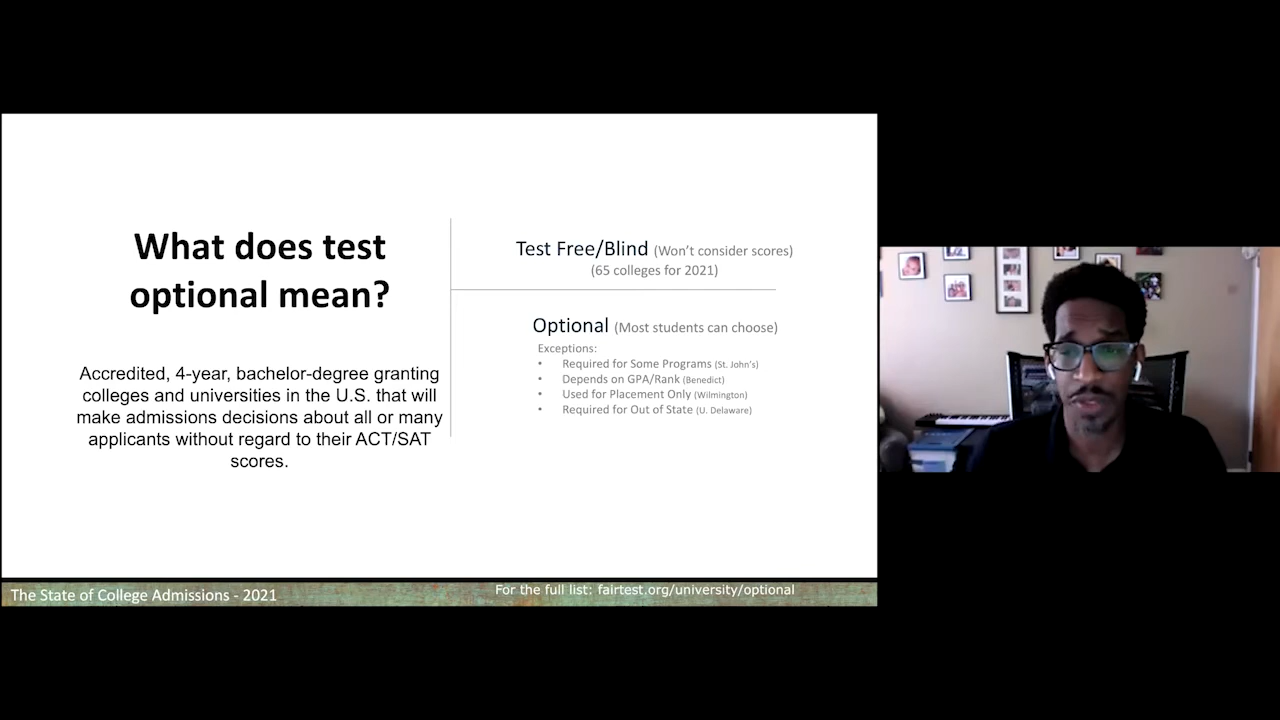 What does test
optional mean?
Accredited, 4-year, bachelor-degree granting
colleges and universities in the U.S. that will
make admissions decisions about all or many
applicants without regard to their ACT/SAT
scores.
Test Free/Blind (Won't consider scores)
(65 colleges for 2021)
Optional (Most students can choose)
Exceptions:
• Required for Some Programs (St. John's)
• Depends on GPA/Rank (Benedict)
• Used for Placement Only (Wilmington)
• Required for Out of State (U. Delaware)
The State of College Admissions - 2021
For the full list: fairtest.org/university/optional